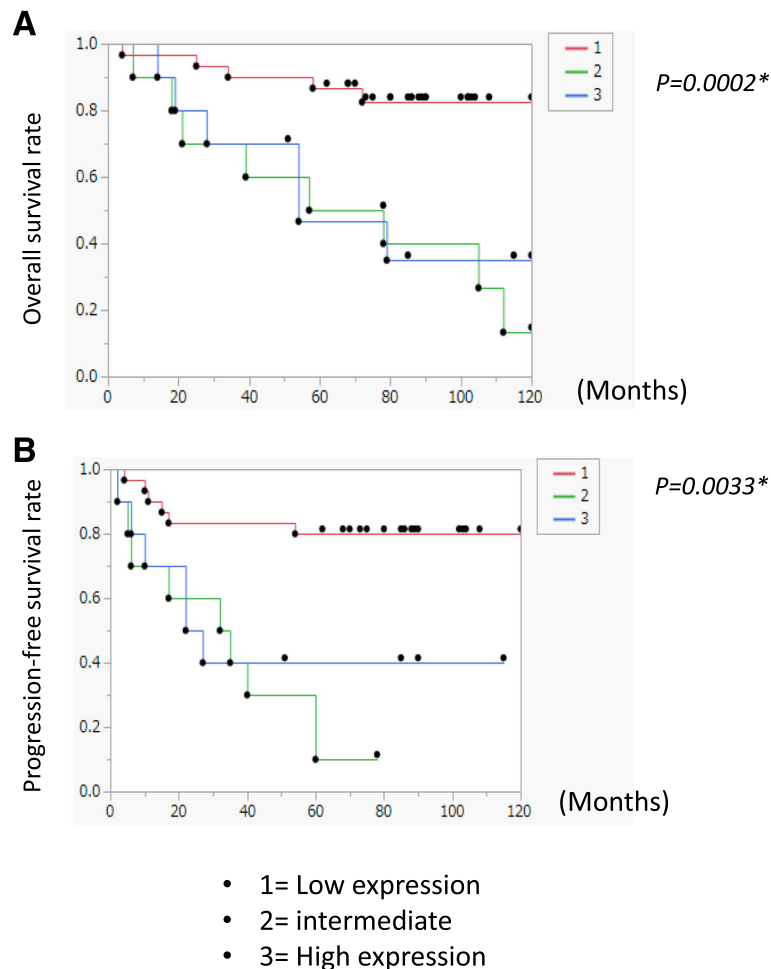 A
1.0
0.8
0.6
0.4
0.2
0.0
Overall survival rate
0 20 40 60 80 100 120
(Months)
1
2
3
P=0.0002*
B
1.0
0.8
0.6
0.4
0.2
0.0
Progression-free survival rate
0 20 40 60 80 100 120
(Months)
1
2
3
P=0.0033*
• 1= Low expression
• 2= intermediate
• 3= High expression